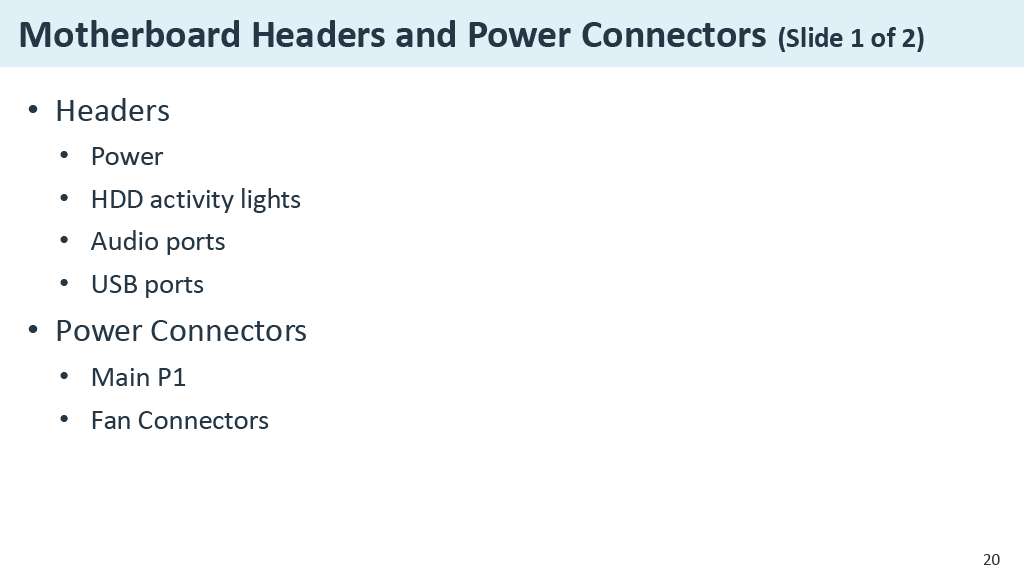 Motherboard Headers and Power Connectors (Slide 1 of 2)
• Headers
• Power
• HDD activity lights
• Audio ports
• USB ports
• Power Connectors
• Main P1
• Fan Connectors
20